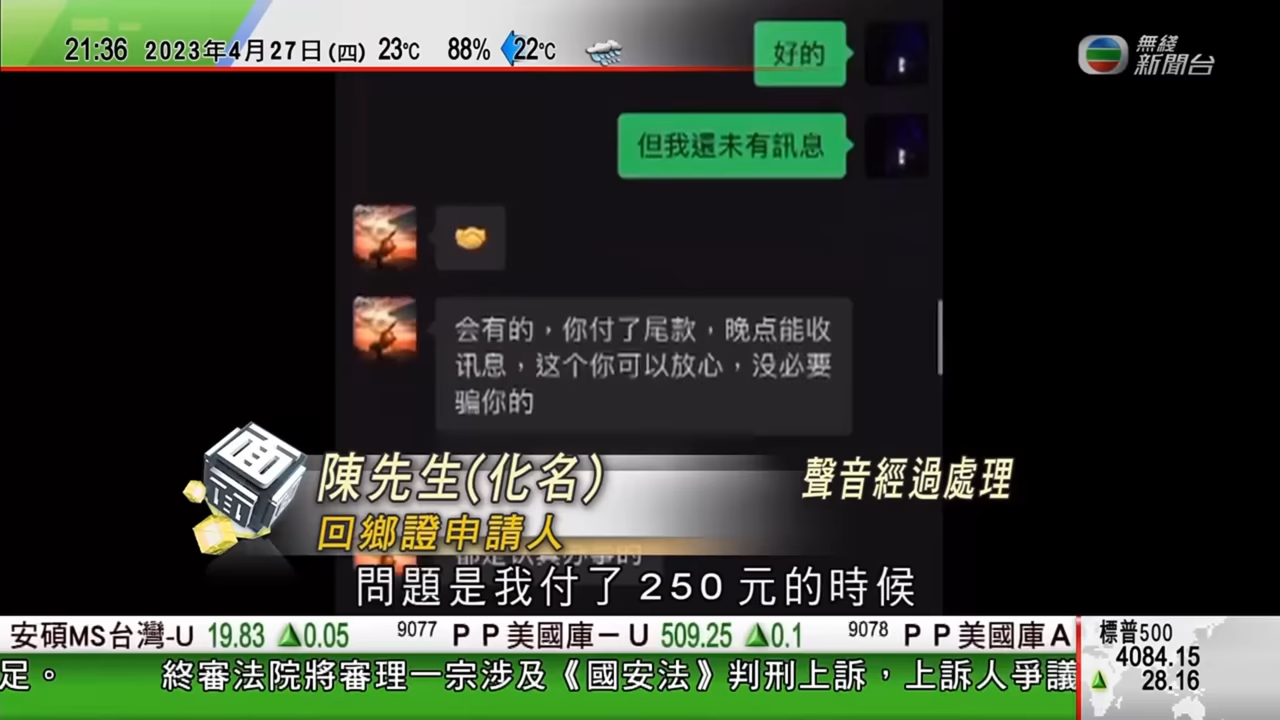 21:36 2023年4月27日(四) 23℃ 88% 22℃
無綫
新聞台
好的
但我還未有訊息
会有的，你付了尾款，晚点能收
讯息，这个你可以放心，没必要
骗你的
陳先生(化名)
聲音經過處理
回鄉證申請人
問題是我付了250元的時候
安碩MS台灣-U 19.83 ▲0.05 9077 PP美國庫－U 509.25 ▲0.1 9078 PP美國庫A
標普500
4084.15
▲ 28.16
足。 終審法院將審理一宗涉及《國安法》判刑上訴，上訴人爭議